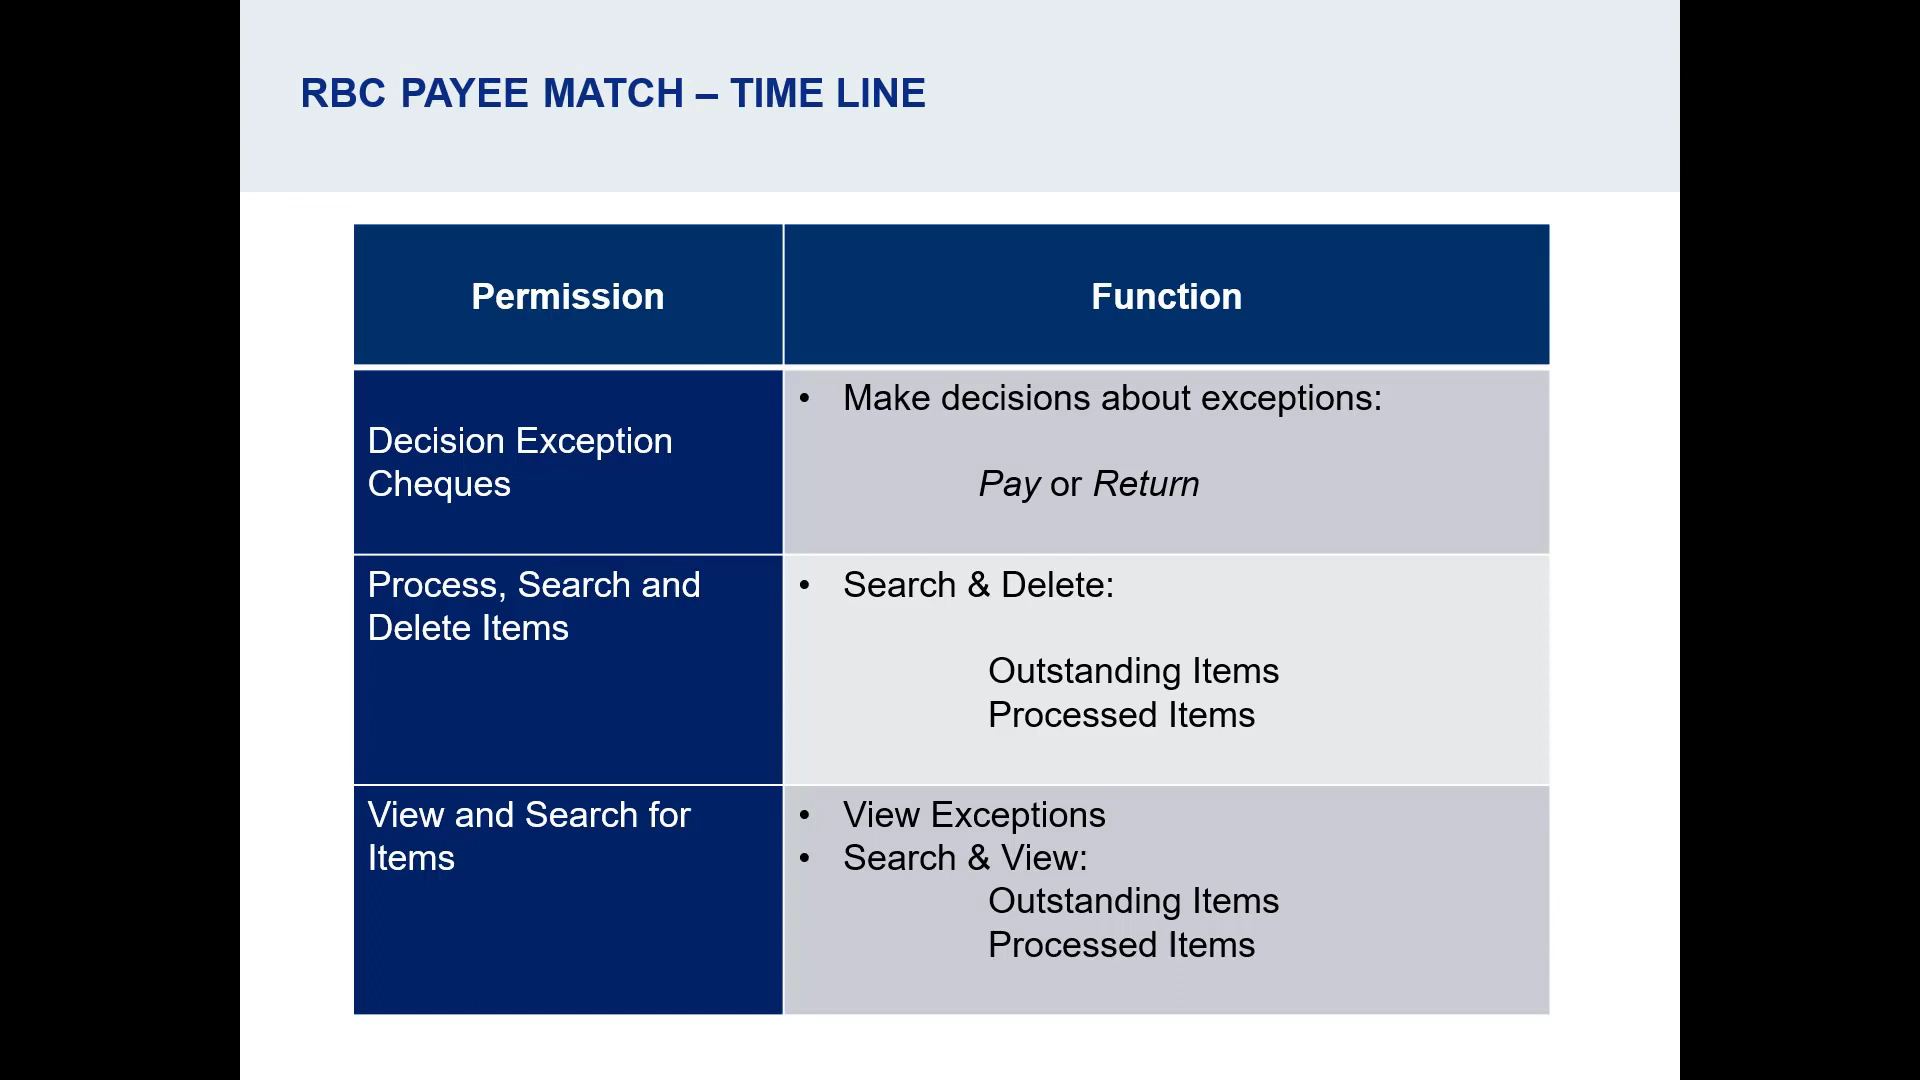 RBC PAYEE MATCH – TIME LINE
Permission
Function
Decision Exception
Cheques
• Make decisions about exceptions:
Pay or Return
Process, Search and
Delete Items
• Search & Delete:
Outstanding Items
Processed Items
View and Search for
Items
• View Exceptions
• Search & View:
Outstanding Items
Processed Items